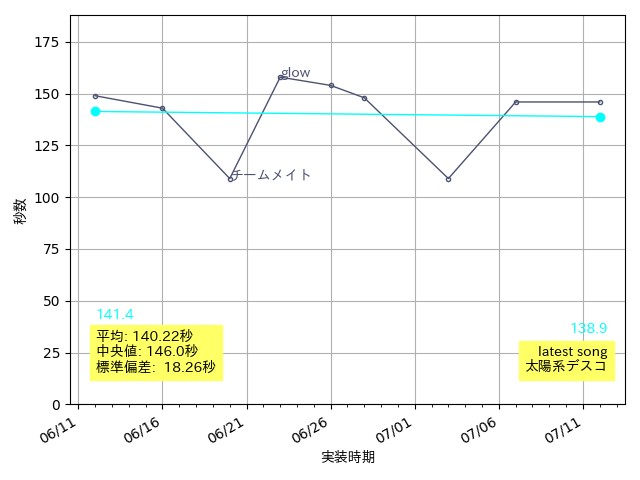 175
150
125
100
75
50
25
0
秒数
glow
チームメイト
141.4
平均: 140.22秒
中央値: 146.0秒
標準偏差: 18.26秒
138.9
latest song
太陽系デスコ
06/11
06/16
06/21
06/26
07/01
07/06
07/11
実装時期